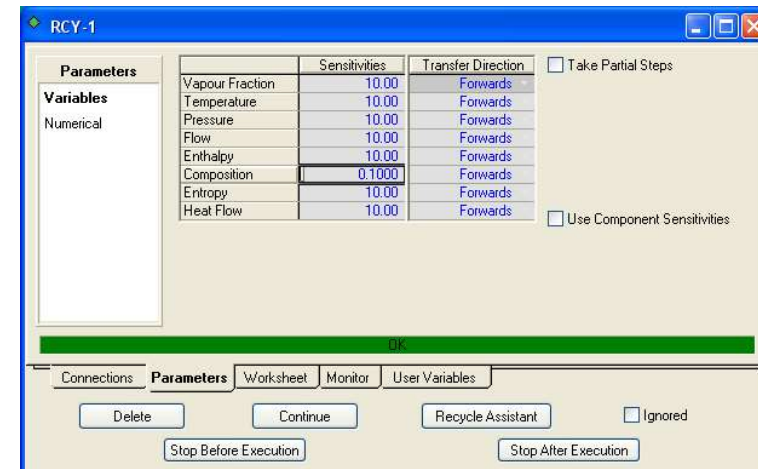 RCY-1
Parameters
Variables
Numerical
Sensitivities Transfer Direction
Vapour Fraction 10.00 Forwards
Temperature 10.00 Forwards
Pressure 10.00 Forwards
Flow 10.00 Forwards
Enthalpy 10.00 Forwards
Composition 0.1000 Forwards
Entropy 10.00 Forwards
Heat Flow 10.00 Forwards
Take Partial Steps
Use Component Sensitivities
OK
Connections Parameters Worksheet Monitor User Variables
Delete Continue Recycle Assistant Ignored
Stop Before Execution Stop After Execution